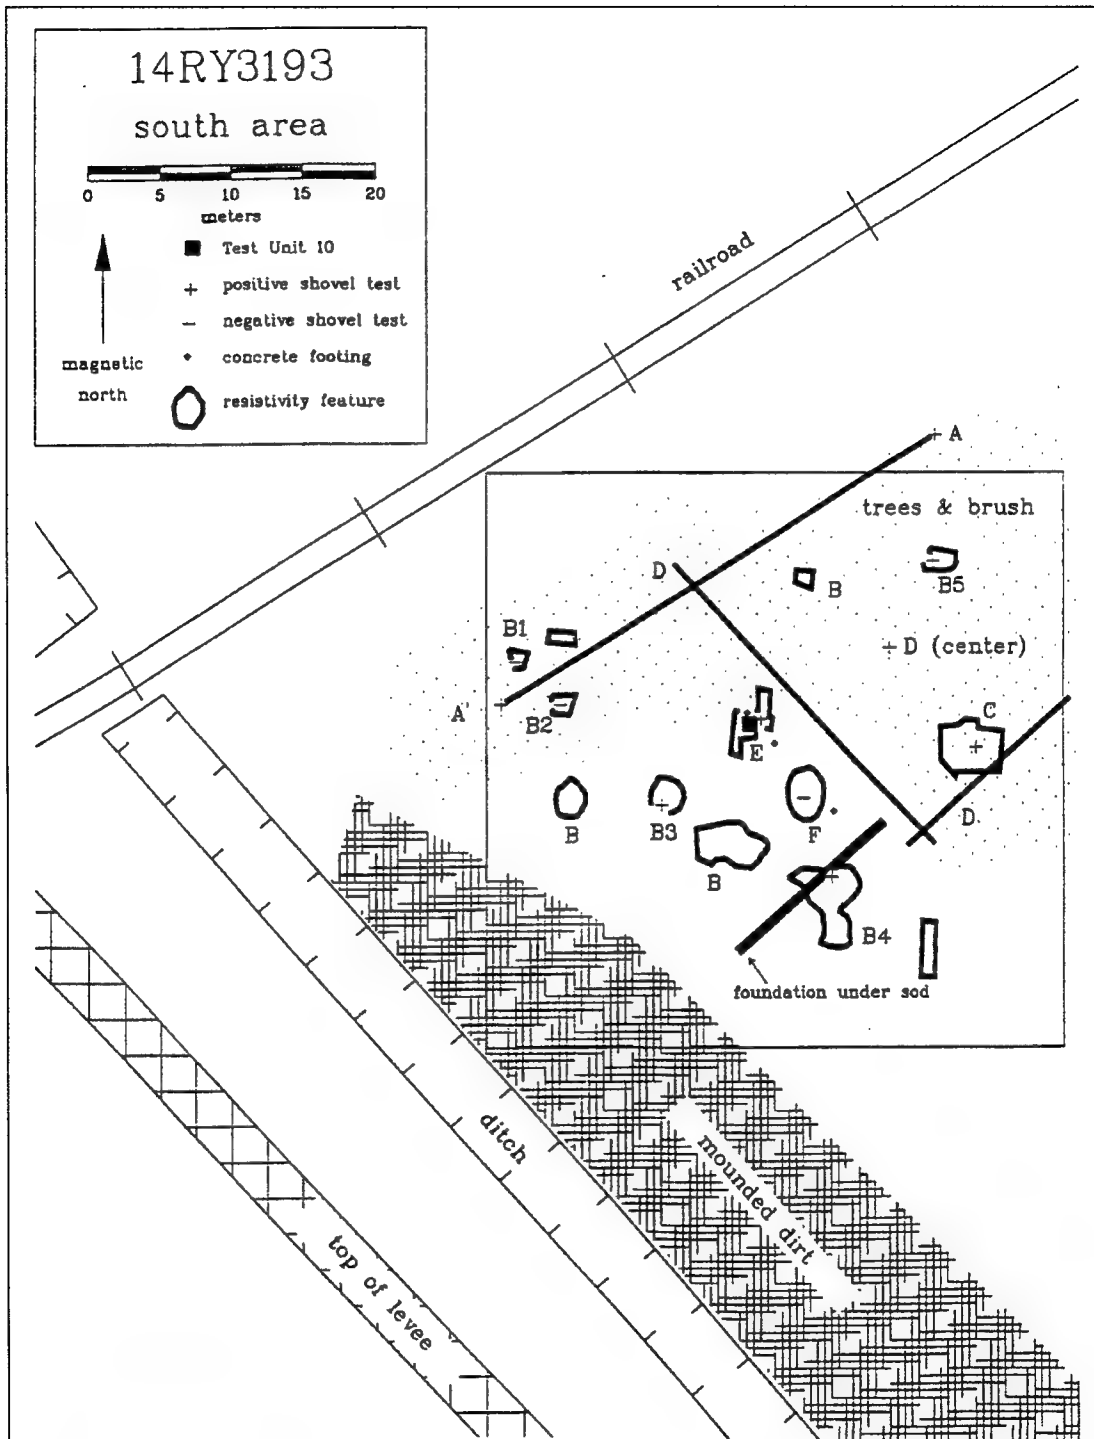 14RY3193
south area
0 5 10 15 20
meters
Test Unit 10
+ positive shovel test
- negative shovel test
concrete footing
resistivity feature
magnetic
north
railroad
A
trees & brush
D
B
B5
B1
D (center)
A'
B2
C
E
D
B
B3
F
B
B4
foundation under sod
ditch
mounded dirt
top of levee